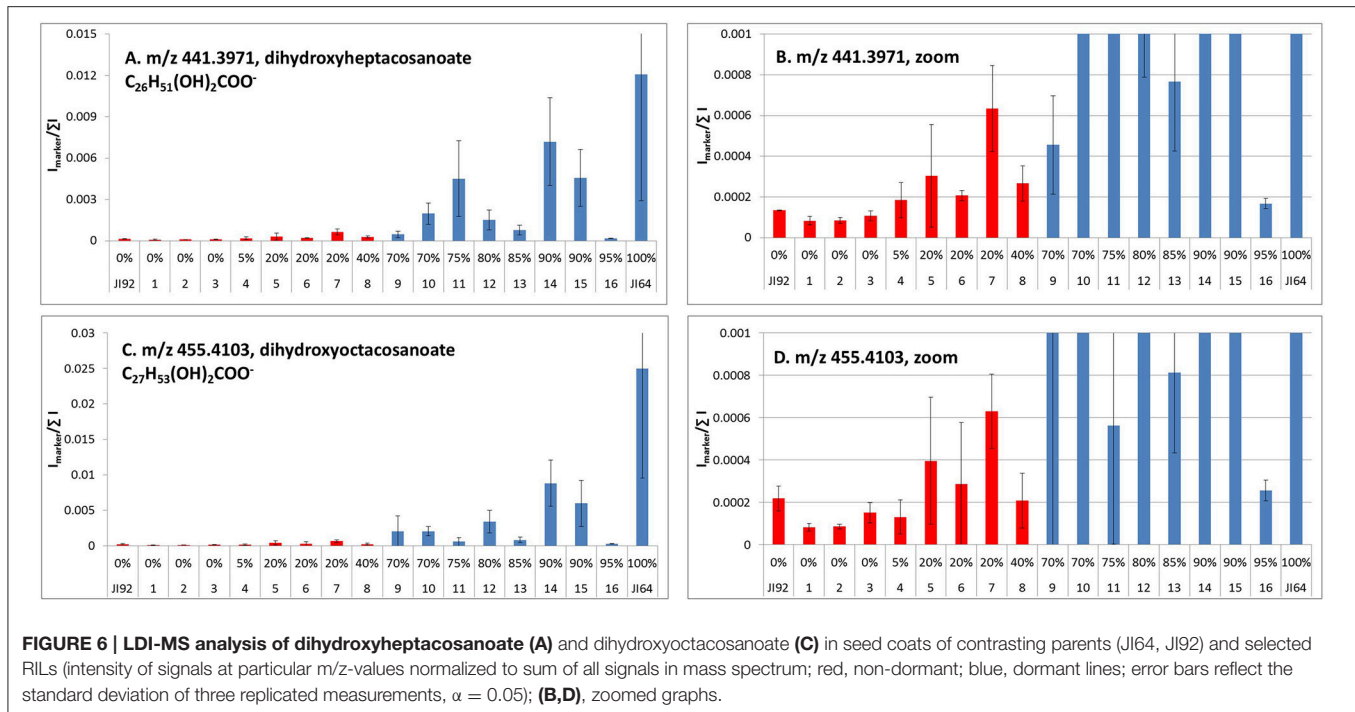 A. m/z 441.3971, dihydroxyheptacosanoate
C₂₆H₅₁(OH)₂COO⁻
I_marker/Σ I
0.015
0.012
0.009
0.006
0.003
0
0% 0% 0% 0% 5% 20% 20% 20% 40% 70% 70% 75% 80% 85% 90% 90% 95% 100%
JI92 1 2 3 4 5 6 7 8 9 10 11 12 13 14 15 16 JI64
B. m/z 441.3971, zoom
I_marker/Σ I
0.001
0.0008
0.0006
0.0004
0.0002
0
0% 0% 0% 0% 5% 20% 20% 20% 40% 70% 70% 75% 80% 85% 90% 90% 95% 100%
JI92 1 2 3 4 5 6 7 8 9 10 11 12 13 14 15 16 JI64
C. m/z 455.4103, dihydroxyoctacosanoate
C₂₇H₅₃(OH)₂COO⁻
I_marker/Σ I
0.03
0.025
0.02
0.015
0.01
0.005
0
0% 0% 0% 0% 5% 20% 20% 20% 40% 70% 70% 75% 80% 85% 90% 90% 95% 100%
JI92 1 2 3 4 5 6 7 8 9 10 11 12 13 14 15 16 JI64
D. m/z 455.4103, zoom
I_marker/Σ I
0.001
0.0008
0.0006
0.0004
0.0002
0
0% 0% 0% 0% 5% 20% 20% 20% 40% 70% 70% 75% 80% 85% 90% 90% 95% 100%
JI92 1 2 3 4 5 6 7 8 9 10 11 12 13 14 15 16 JI64
FIGURE 6 | LDI-MS analysis of dihydroxyheptacosanoate (A) and dihydroxyoctacosanoate (C) in seed coats of contrasting parents (JI64, JI92) and selected
RILs (intensity of signals at particular m/z-values normalized to sum of all signals in mass spectrum; red, non-dormant; blue, dormant lines; error bars reflect the
standard deviation of three replicated measurements, α = 0.05); (B,D), zoomed graphs.